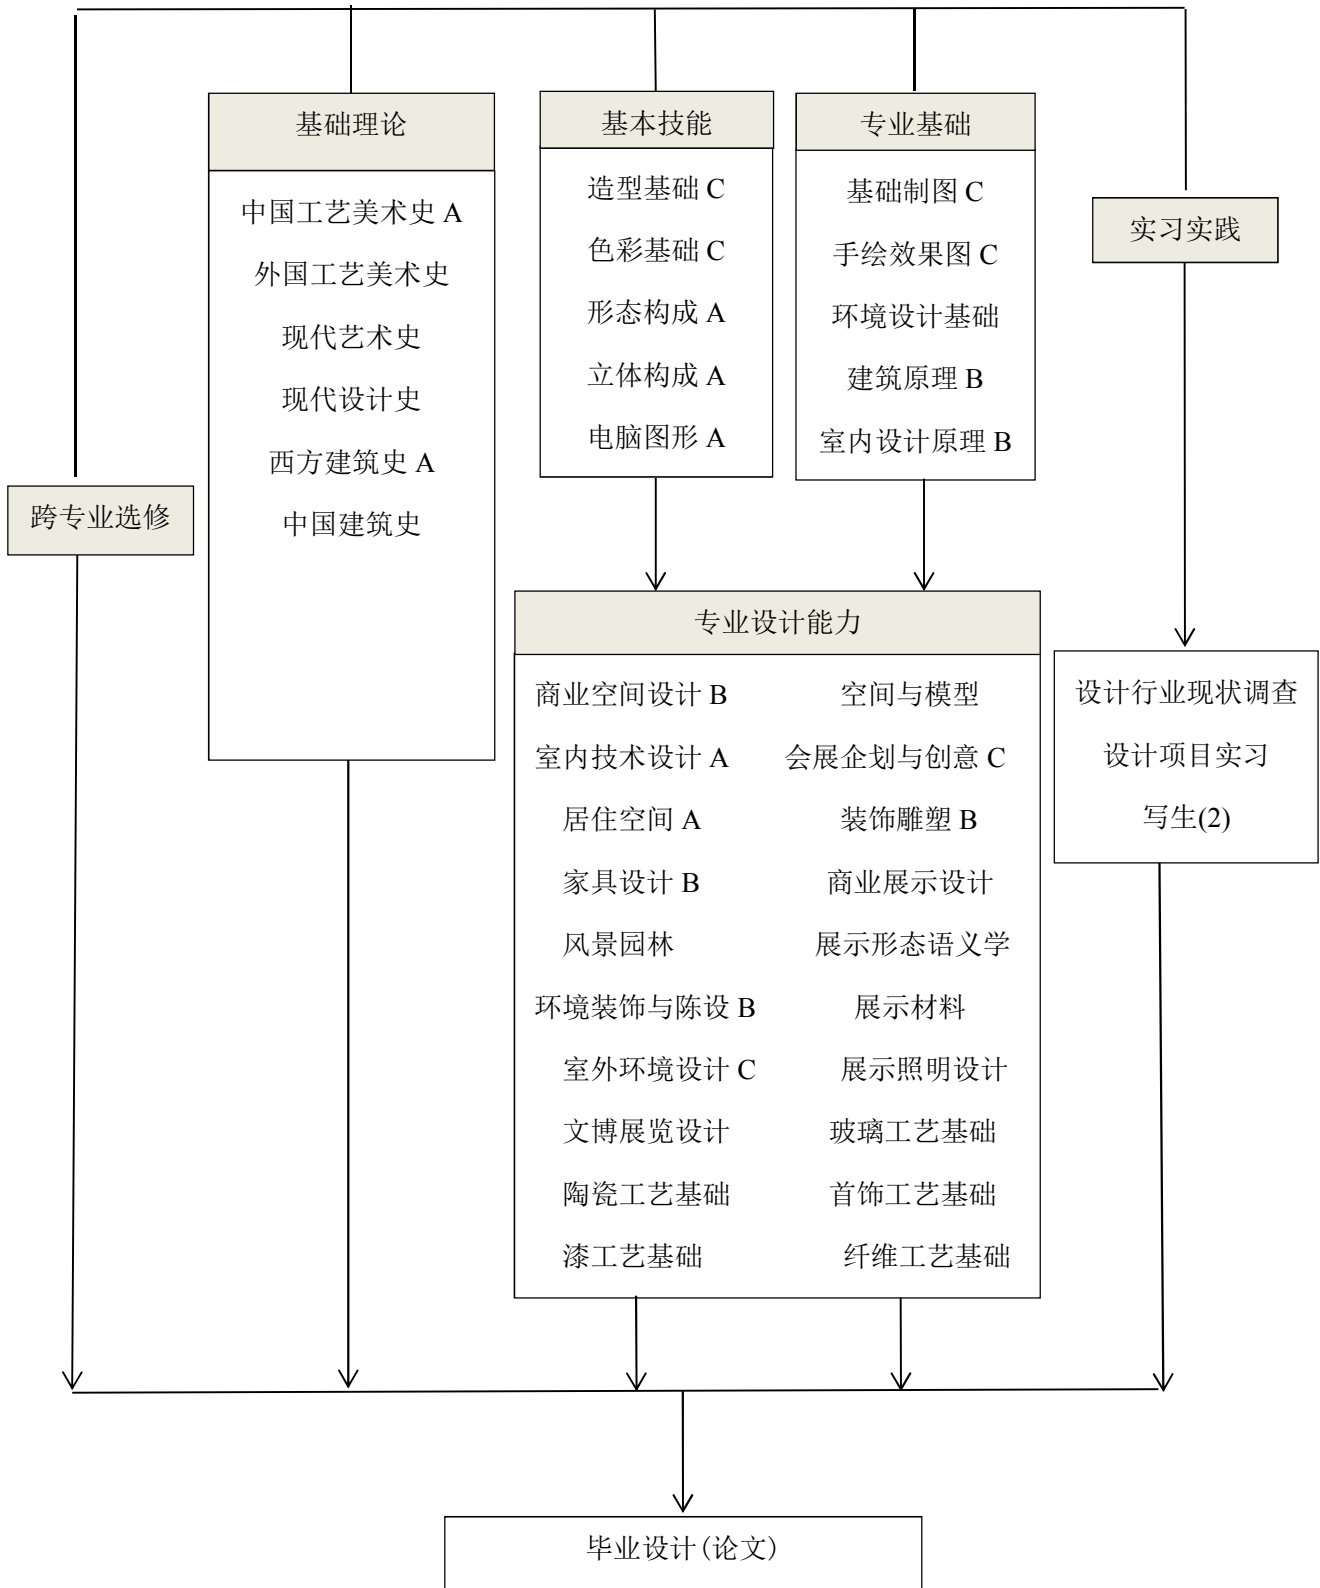 基础理论
中国工艺美术史 A
外国工艺美术史
现代艺术史
现代设计史
西方建筑史 A
中国建筑史
基本技能
造型基础 C
色彩基础 C
形态构成 A
立体构成 A
电脑图形 A
专业基础
基础制图 C
手绘效果图 C
环境设计基础
建筑原理 B
室内设计原理 B
实习实践
跨专业选修
专业设计能力
商业空间设计 B 空间与模型
室内技术设计 A 会展企划与创意 C
居住空间 A 装饰雕塑 B
家具设计 B 商业展示设计
风景园林 展示形态语义学
环境装饰与陈设 B 展示材料
室外环境设计 C 展示照明设计
文博展览设计 玻璃工艺基础
陶瓷工艺基础 首饰工艺基础
漆工艺基础 纤维工艺基础
设计行业现状调查
设计项目实习
写生(2)
毕业设计(论文)